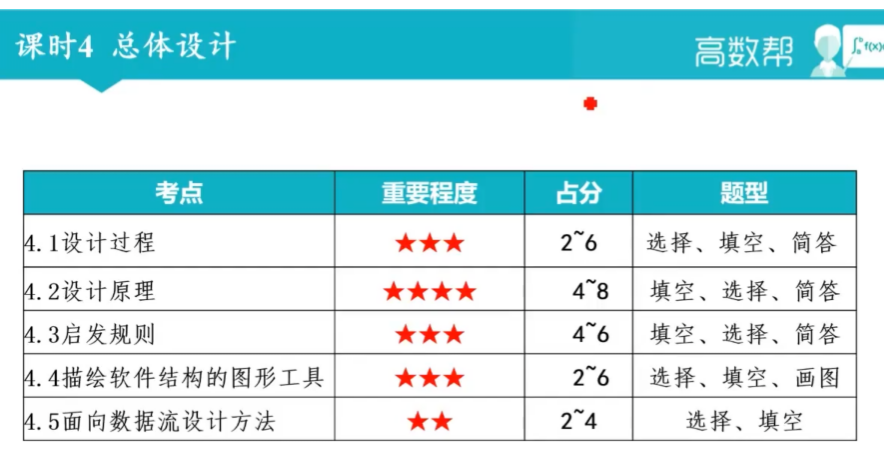 课时4 总体设计
高数帮
考点 重要程度 占分 题型
4.1设计过程 ★★★ 2~6 选择、填空、简答
4.2设计原理 ★★★★ 4~8 填空、选择、简答
4.3启发规则 ★★★ 4~6 填空、选择、简答
4.4描绘软件结构的图形工具 ★★★ 2~6 选择、填空、画图
4.5面向数据流设计方法 ★★ 2~4 选择、填空